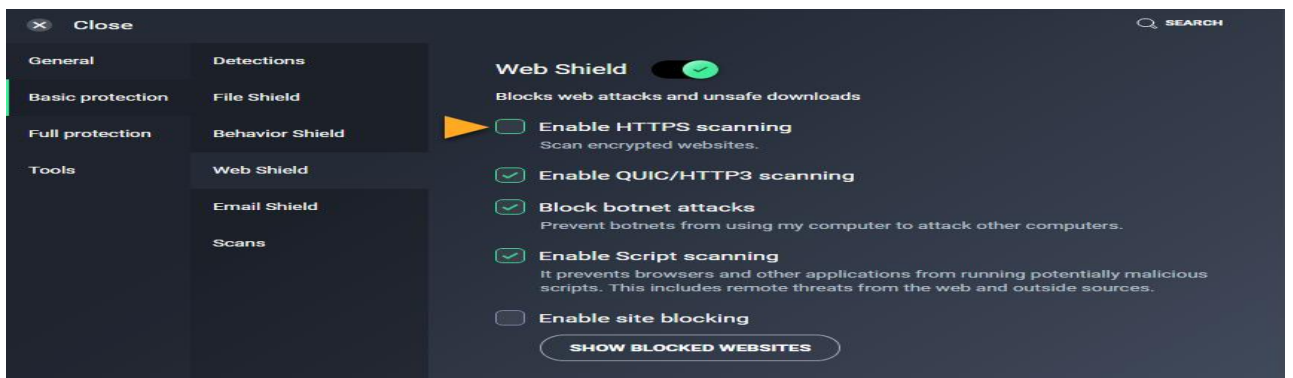 Close
SEARCH
General
Basic protection
Full protection
Tools
Detections
File Shield
Behavior Shield
Web Shield
Email Shield
Scans
Web Shield
Blocks web attacks and unsafe downloads
Enable HTTPS scanning
Scan encrypted websites.
Enable QUIC/HTTP3 scanning
Block botnet attacks
Prevent botnets from using my computer to attack other computers.
Enable Script scanning
It prevents browsers and other applications from running potentially malicious
scripts. This includes remote threats from the web and outside sources.
Enable site blocking
SHOW BLOCKED WEBSITES